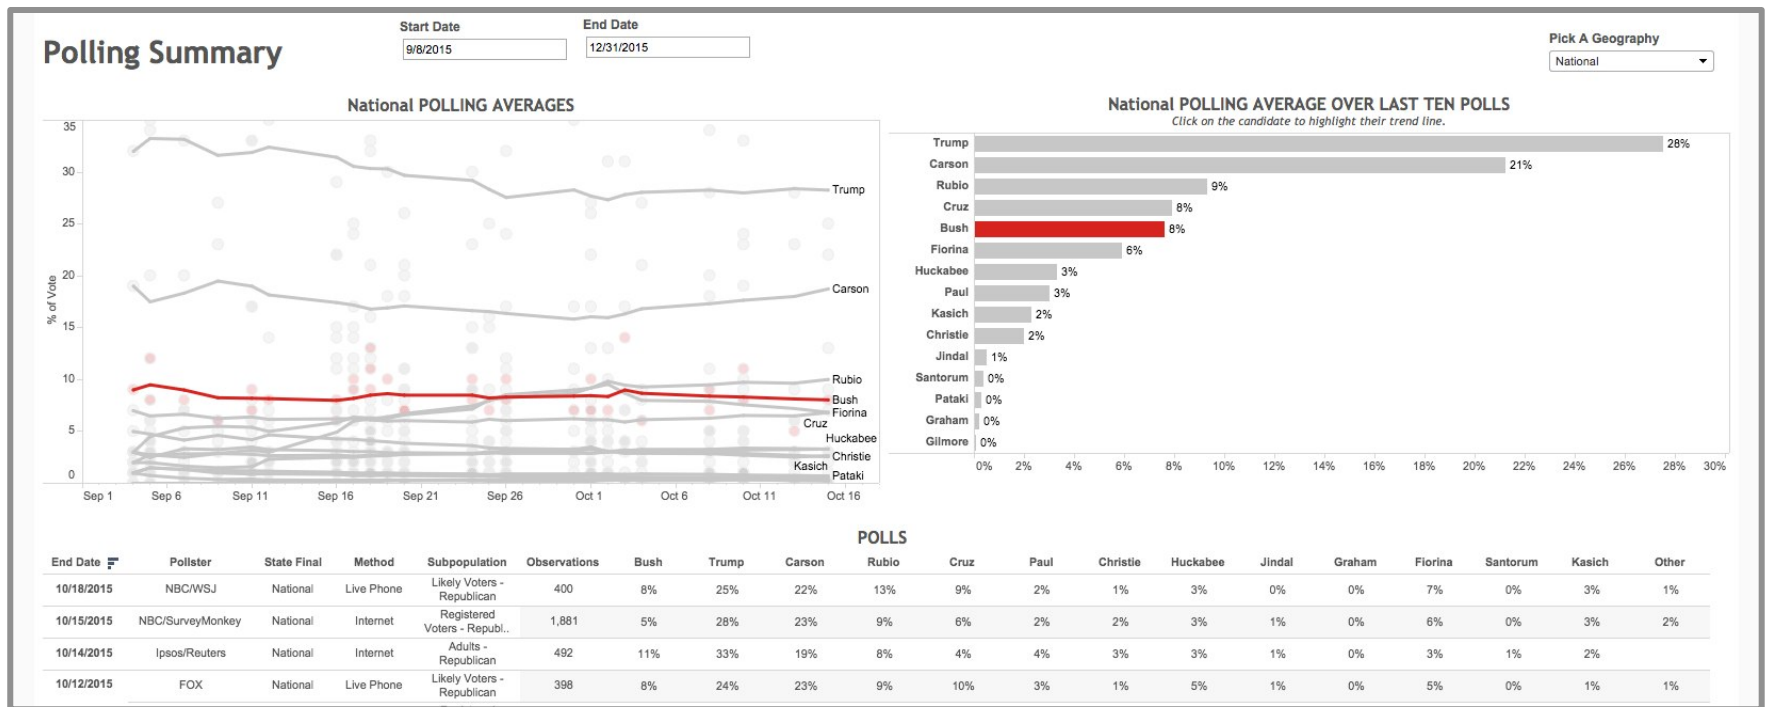 Polling Summary
Start Date
9/8/2015
End Date
12/31/2015
Pick A Geography
National
National POLLING AVERAGES
35
30
25
20
15
10
5
0
% of Vote
Trump
Carson
Rubio
Bush
Fiorina
Cruz
Huckabee
Christie
Kasich
Pataki
Sep 1 Sep 6 Sep 11 Sep 16 Sep 21 Sep 26 Oct 1 Oct 6 Oct 11 Oct 16
National POLLING AVERAGE OVER LAST TEN POLLS
Click on the candidate to highlight their trend line.
Trump 28%
Carson 21%
Rubio 9%
Cruz 8%
Bush 8%
Fiorina 6%
Huckabee 3%
Paul 3%
Kasich 2%
Christie 2%
Jindal 1%
Santorum 0%
Pataki 0%
Graham 0%
Gilmore 0%
0% 2% 4% 6% 8% 10% 12% 14% 16% 18% 20% 22% 24% 26% 28% 30%
POLLS
End Date Pollster State Final Method Subpopulation Observations Bush Trump Carson Rubio Cruz Paul Christie Huckabee Jindal Graham Fiorina Santorum Kasich Other
10/18/2015 NBC/WSJ National Live Phone Likely Voters - Republican 400 8% 25% 22% 13% 9% 2% 1% 3% 0% 0% 7% 0% 3% 1%
10/15/2015 NBC/SurveyMonkey National Internet Registered Voters - Republ.. 1,881 5% 28% 23% 9% 6% 2% 2% 3% 1% 0% 6% 0% 3% 2%
10/14/2015 Ipsos/Reuters National Internet Adults - Republican 492 11% 33% 19% 8% 4% 4% 3% 3% 1% 0% 3% 1% 2%
10/12/2015 FOX National Live Phone Likely Voters - Republican 398 8% 24% 23% 9% 10% 3% 1% 5% 1% 0% 5% 0% 1% 1%